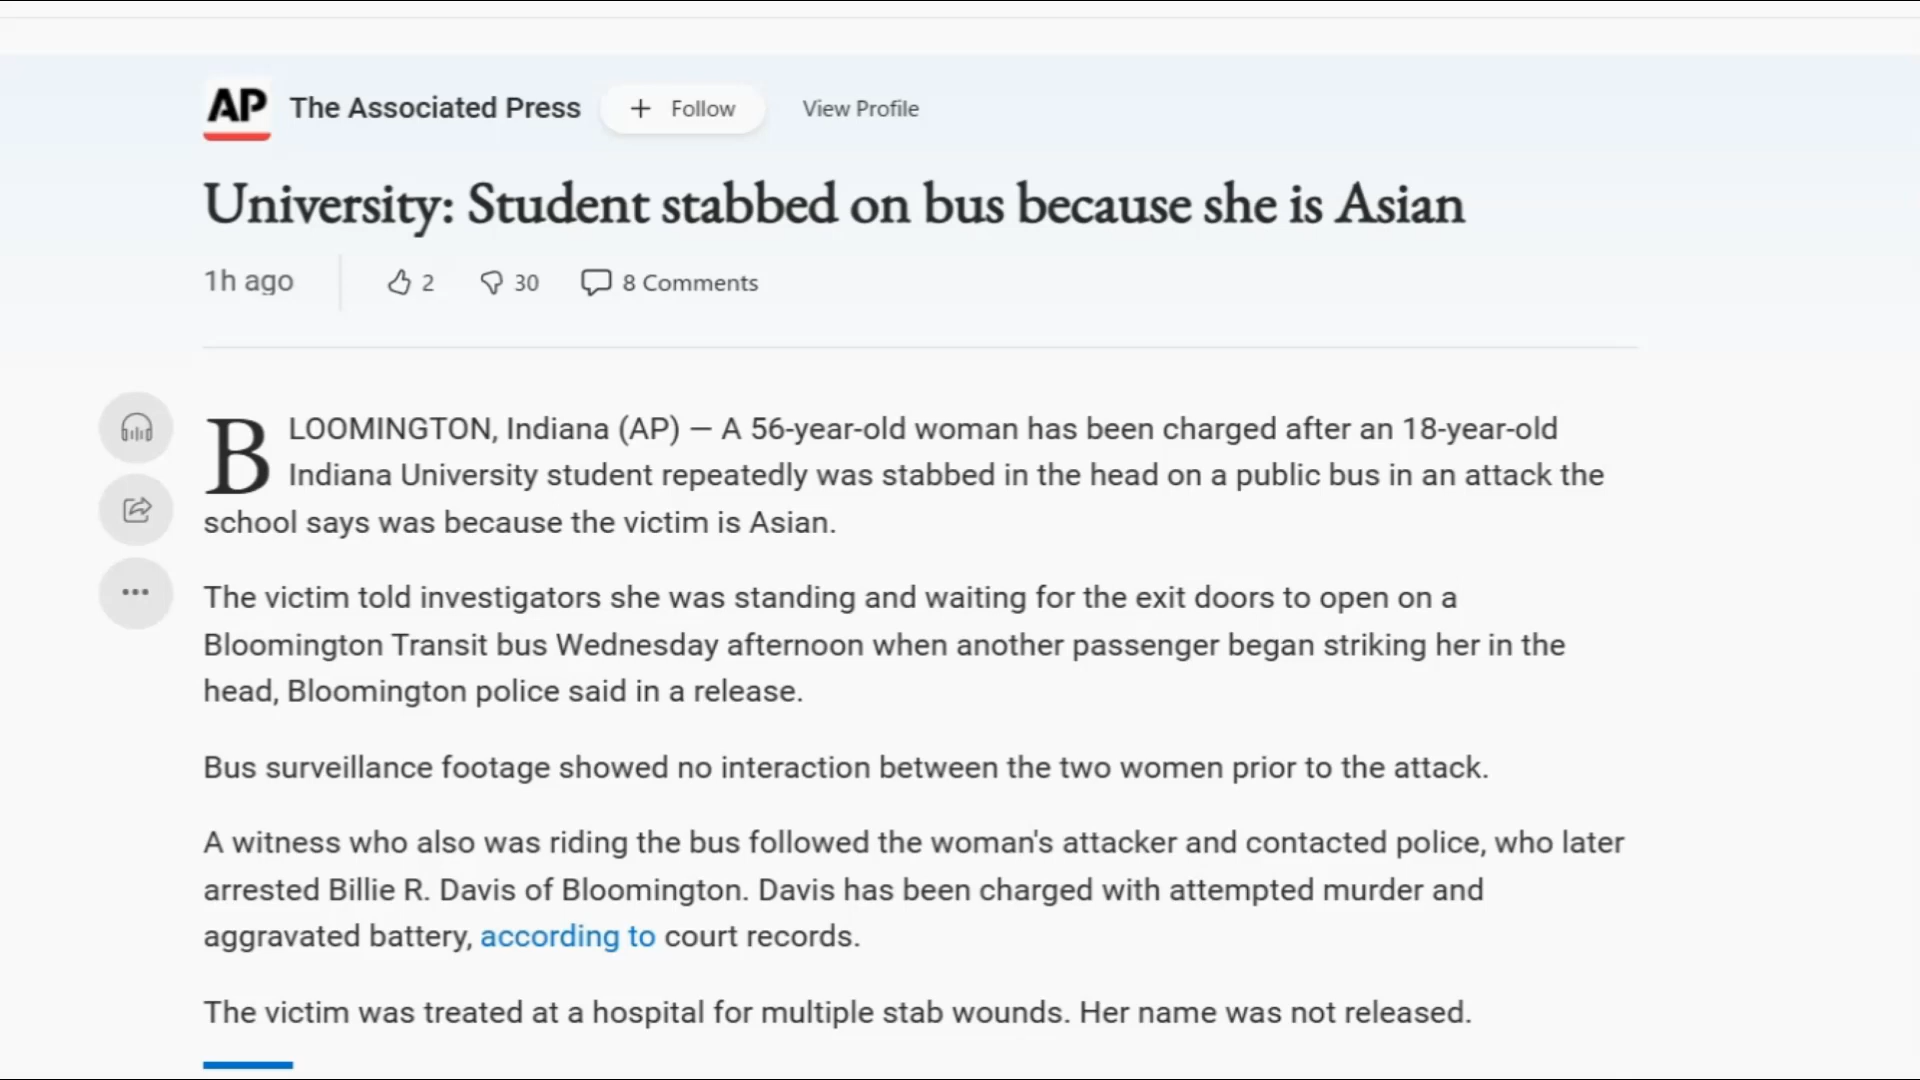 AP The Associated Press + Follow View Profile
University: Student stabbed on bus because she is Asian
1h ago 2 30 8 Comments
BLOOMINGTON, Indiana (AP) — A 56-year-old woman has been charged after an 18-year-old
Indiana University student repeatedly was stabbed in the head on a public bus in an attack the
school says was because the victim is Asian.
The victim told investigators she was standing and waiting for the exit doors to open on a
Bloomington Transit bus Wednesday afternoon when another passenger began striking her in the
head, Bloomington police said in a release.
Bus surveillance footage showed no interaction between the two women prior to the attack.
A witness who also was riding the bus followed the woman's attacker and contacted police, who later
arrested Billie R. Davis of Bloomington. Davis has been charged with attempted murder and
aggravated battery, according to court records.
The victim was treated at a hospital for multiple stab wounds. Her name was not released.